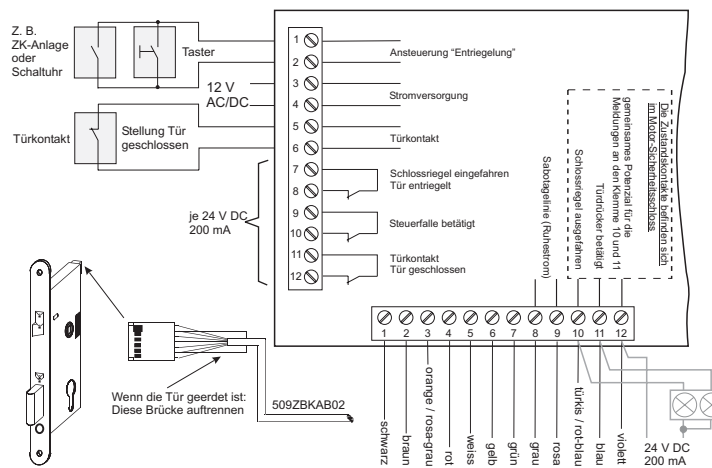 Z. B.
ZK-Anlage
oder
Schaltuhr
Taster
12 V
AC/DC
Türkontakt
Stellung Tür
geschlossen
je 24 V DC
200 mA
1
2
3
4
5
6
7
8
9
10
11
12
Ansteuerung "Entriegelung"
Stromversorgung
Türkontakt
Schlossriegel eingefahren
Tür entriegelt
Steuerfalle betätigt
Türkontakt
Tür geschlossen
Sabotagelinie (Ruhestrom)
Schlossriegel ausgefahren
Türdrücker betätigt
gemeinsames Potenzial für die
Meldungen an den Klemme 10 und 11
Die Zustandskontakte befinden sich
im Motor-Sicherheitsschloss
1 2 3 4 5 6 7 8 9 10 11 12
schwarz
braun
orange / rosa-grau
rot
weiss
gelb
grün
grau
rosa
türkis / rot-blau
blau
violett
24 V DC
200 mA
Wenn die Tür geerdet ist:
Diese Brücke auftrennen
509ZBKAB02